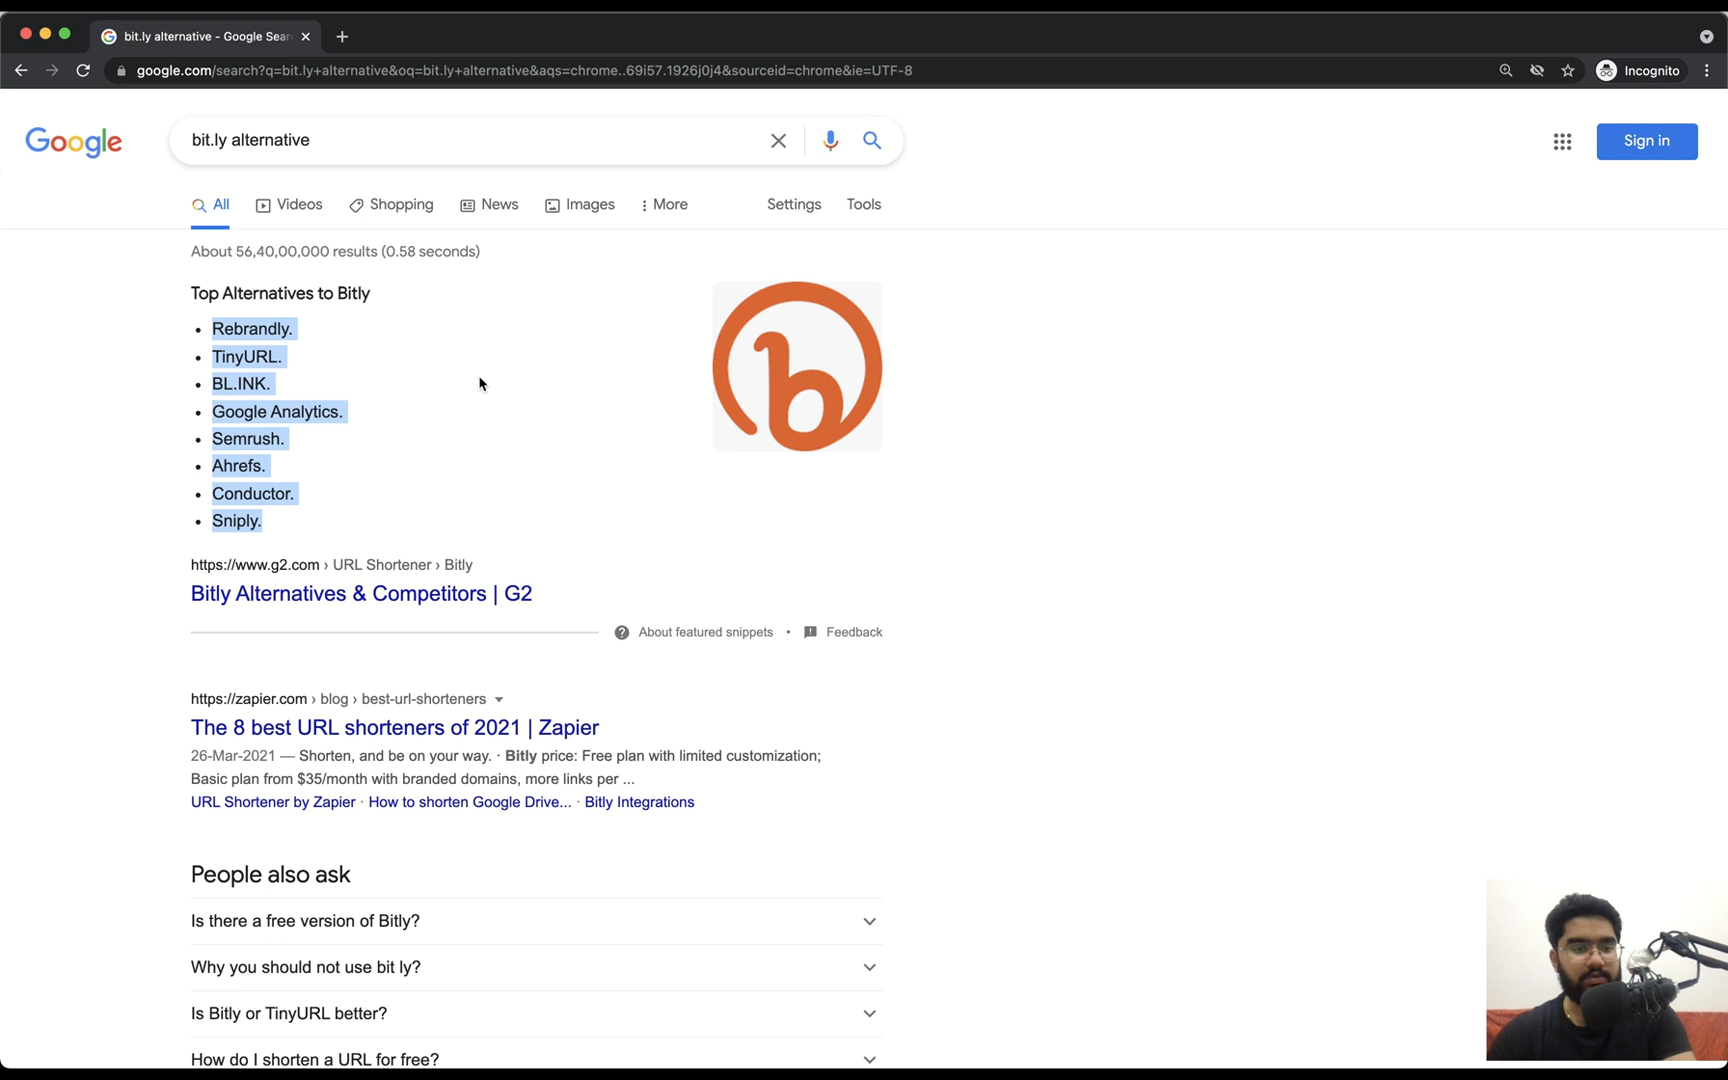 bit.ly alternative - Google Sear
google.com/search?q=bit.ly+alternative&oq=bit.ly+alternative&aqs=chrome..69i57.1926j0j4&sourceid=chrome&ie=UTF-8
Incognito
Google
bit.ly alternative
Sign in
All Videos Shopping News Images More Settings Tools
About 56,40,00,000 results (0.58 seconds)
Top Alternatives to Bitly
• Rebrandly.
• TinyURL.
• BL.INK.
• Google Analytics.
• Semrush.
• Ahrefs.
• Conductor.
• Sniply.
b
https://www.g2.com › URL Shortener › Bitly
Bitly Alternatives & Competitors | G2
About featured snippets • Feedback
https://zapier.com › blog › best-url-shorteners
The 8 best URL shorteners of 2021 | Zapier
26-Mar-2021 — Shorten, and be on your way. · Bitly price: Free plan with limited customization;
Basic plan from $35/month with branded domains, more links per ...
URL Shortener by Zapier · How to shorten Google Drive... · Bitly Integrations
People also ask
Is there a free version of Bitly?
Why you should not use bit ly?
Is Bitly or TinyURL better?
How do I shorten a URL for free?